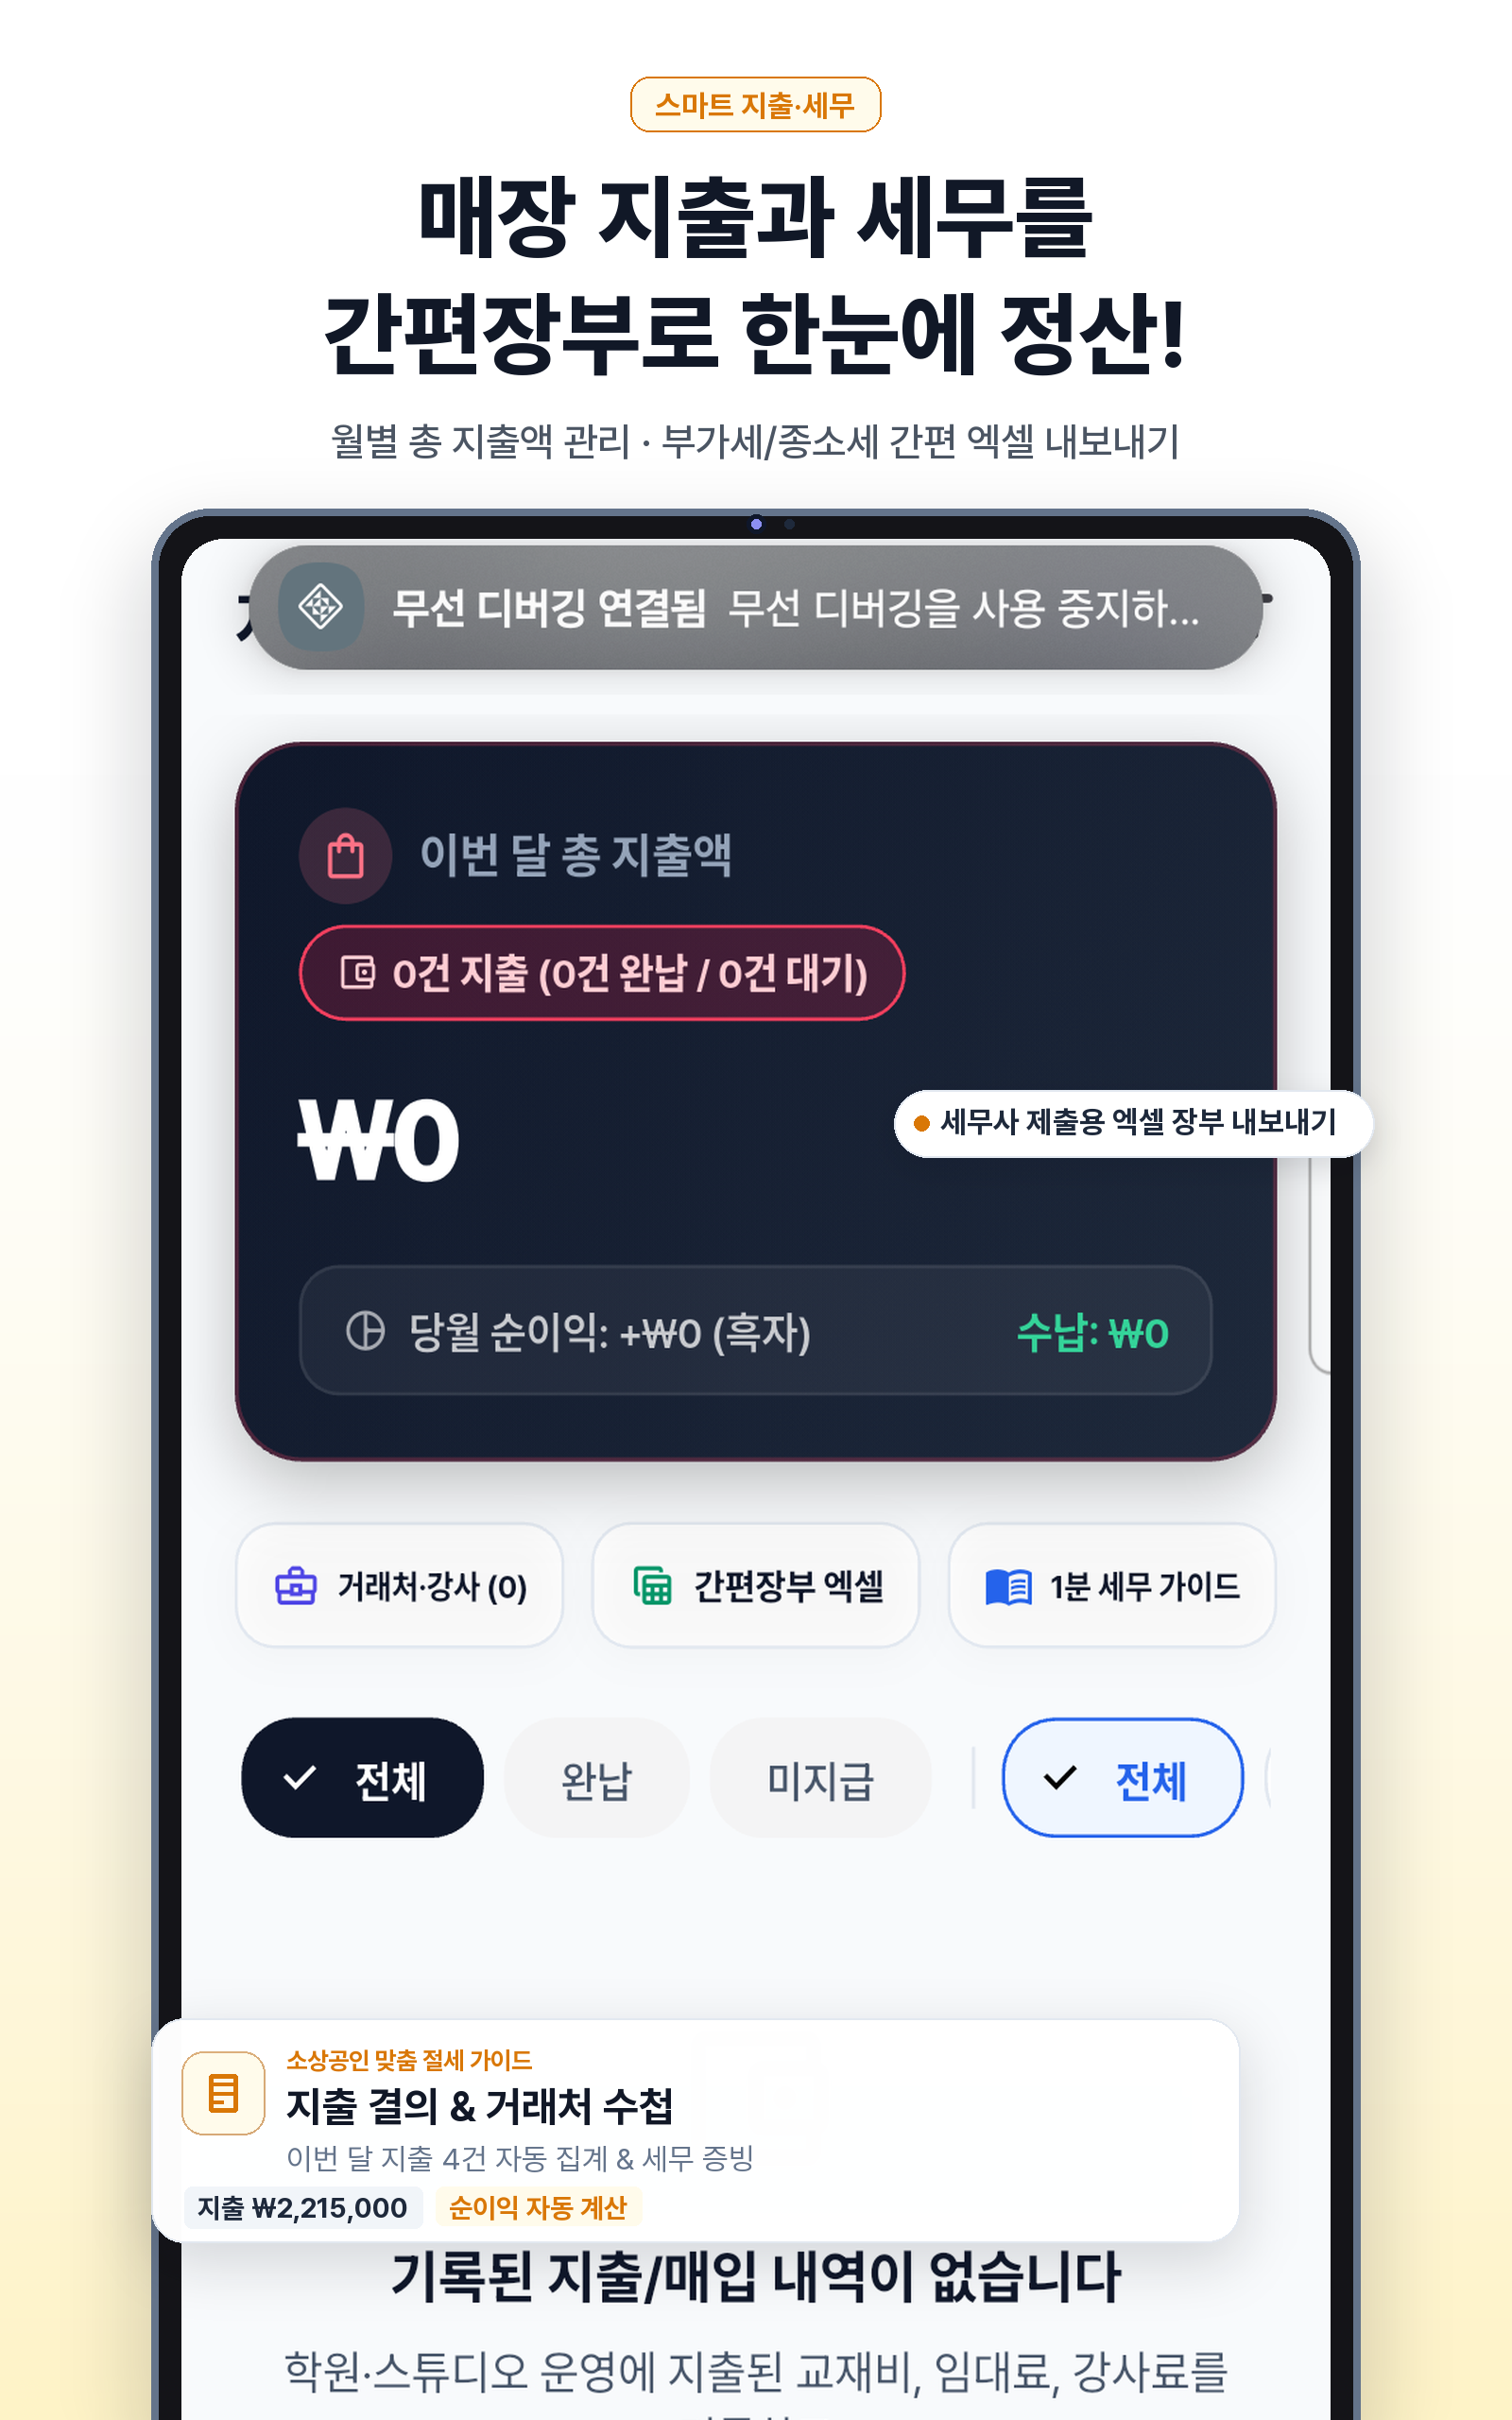 스마트 지출·세무
매장 지출과 세무를
간편장부로 한눈에 정산!
월별 총 지출액 관리 · 부가세/종소세 간편 엑셀 내보내기
무선 디버깅 연결됨 무선 디버깅을 사용 중지하...
이번 달 총 지출액
0건 지출 (0건 완납 / 0건 대기)
₩0
세무사 제출용 엑셀 장부 내보내기
당월 순이익: +₩0 (흑자) 수납: ₩0
거래처·강사 (0) 간편장부 엑셀 1분 세무 가이드
전체 완납 미지급 전체
소상공인 맞춤 절세 가이드
지출 결의 & 거래처 수첩
이번 달 지출 4건 자동 집계 & 세무 증빙
지출 ₩2,215,000 순이익 자동 계산
기록된 지출/매입 내역이 없습니다
학원·스튜디오 운영에 지출된 교재비, 임대료, 강사료를